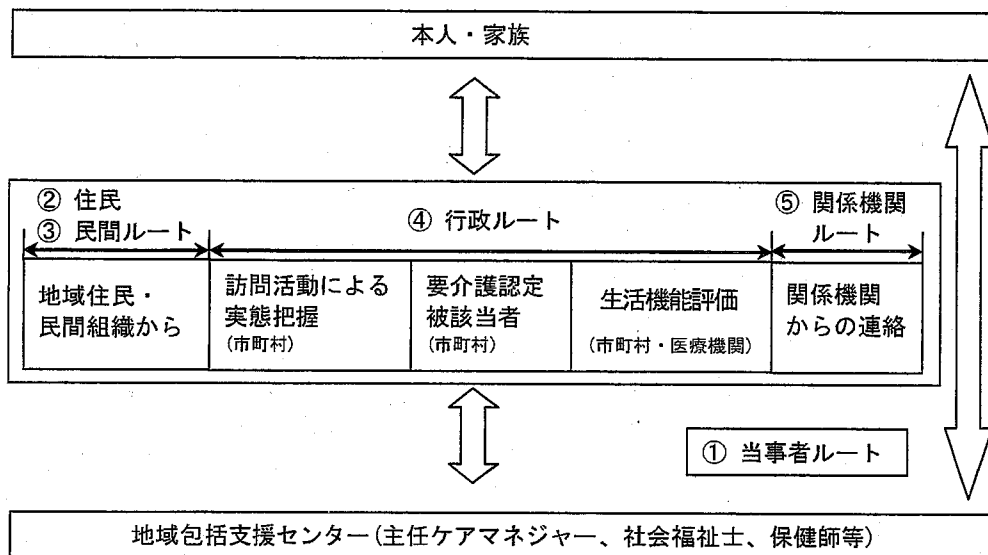 本人・家族
② 住民
③ 民間ルート
④ 行政ルート
⑤ 関係機関
ルート
地域住民・
民間組織から
訪問活動による
実態把握
(市町村)
要介護認定
被該当者
(市町村)
生活機能評価
(市町村・医療機関)
関係機関
からの連絡
① 当事者ルート
地域包括支援センター(主任ケアマネジャー、社会福祉士、保健師等)